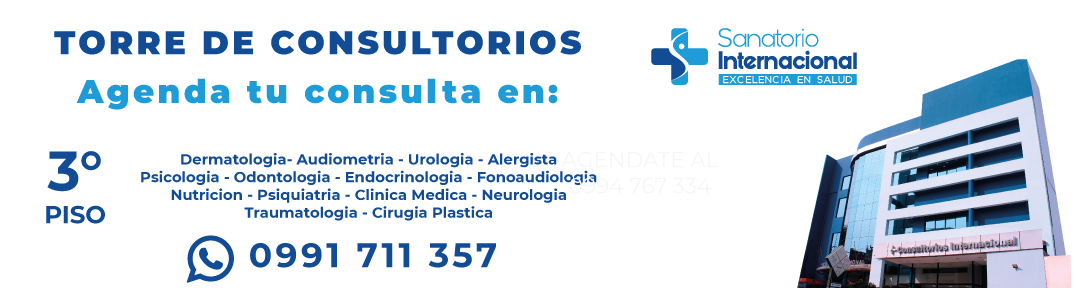 TORRE DE CONSULTORIOS
Agenda tu consulta en:
Sanatorio
Internacional
EXCELENCIA EN SALUD
3°
PISO
Dermatologia- Audiometria - Urologia - Alergista
Psicologia - Odontologia - Endocrinologia - Fonoaudiologia
Nutricion - Psiquiatria - Clinica Medica - Neurologia
Traumatologia - Cirugia Plastica
AGENDATE AL
0994 767 334
0991 711 357
Consultorios Internacional